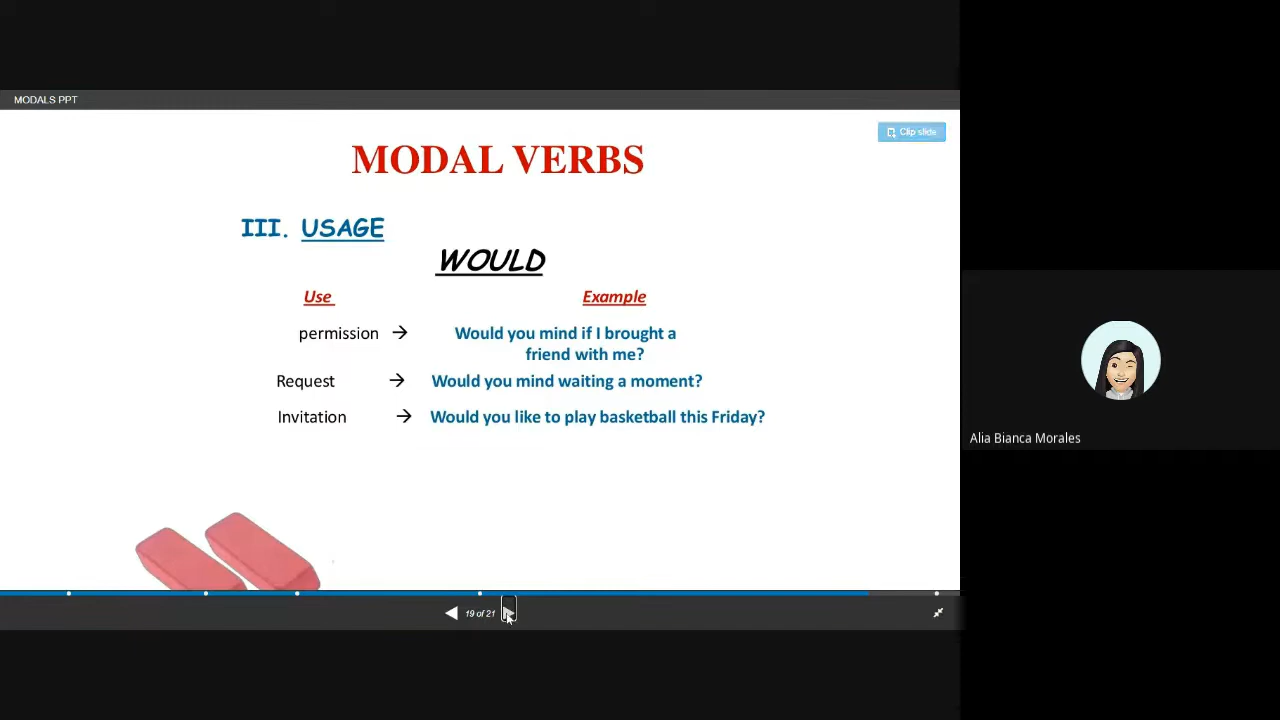 MODALS PPT
Clip slide
MODAL VERBS
III. USAGE
WOULD
Use Example
permission → Would you mind if I brought a
friend with me?
Request → Would you mind waiting a moment?
Invitation → Would you like to play basketball this Friday?
Alia Bianca Morales
19 of 21